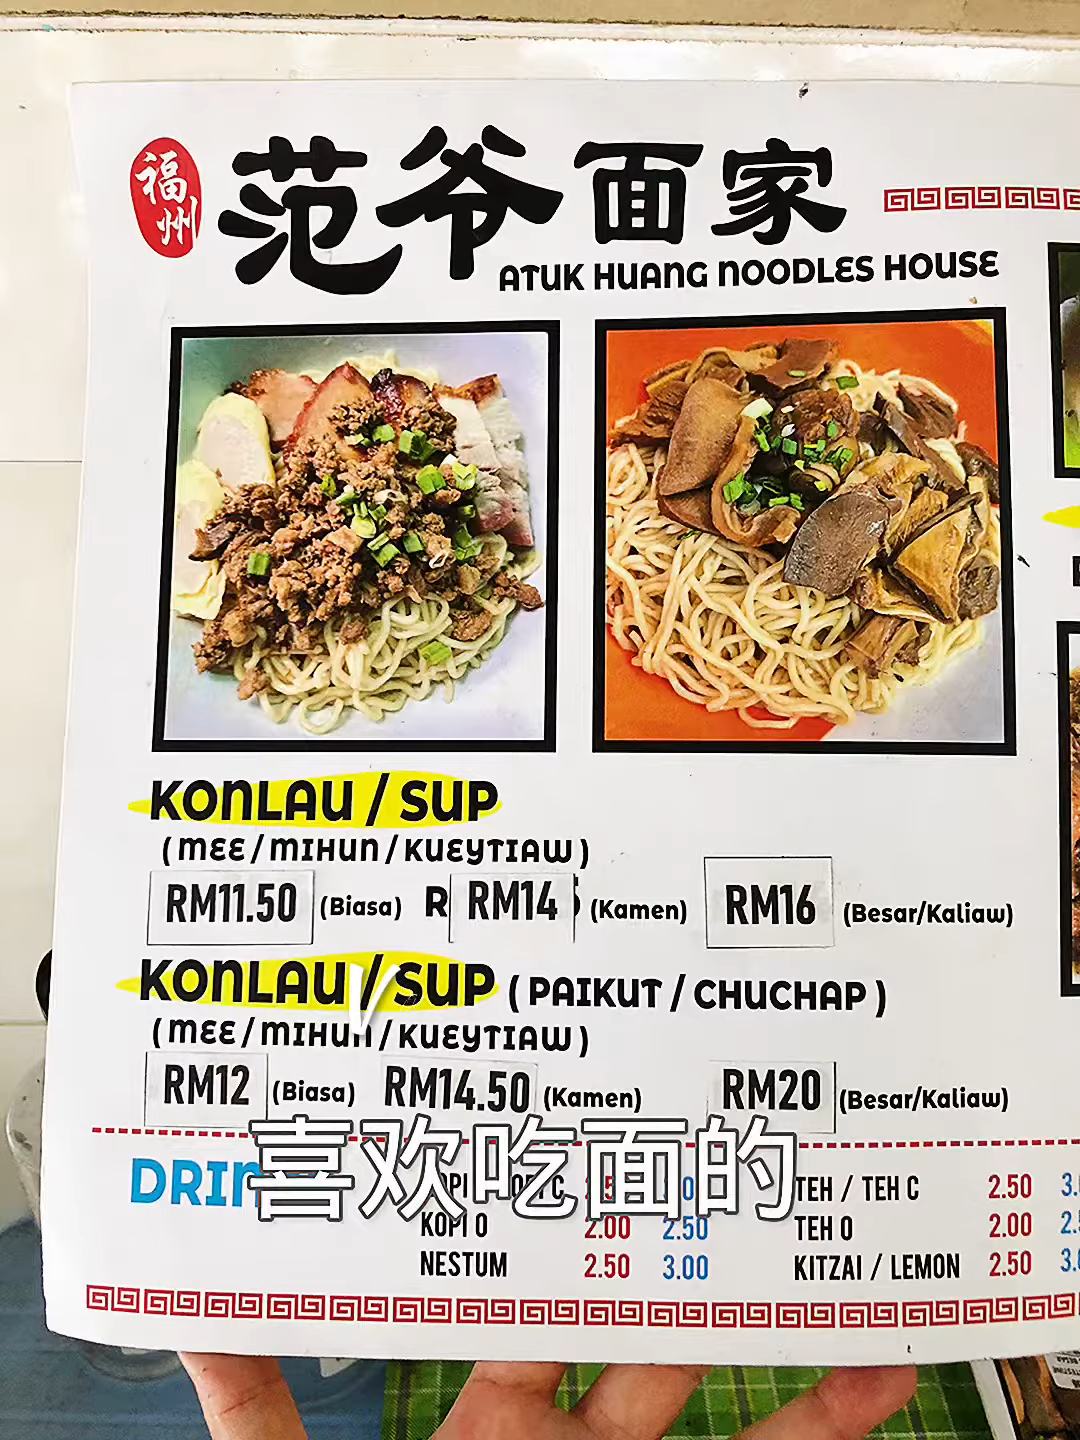 福州
范爷面家
ATUK HUANG NOODLES HOUSE
KONLAU / SUP
(MEE/MIHUN/KUEYTIAW)
RM11.50 (Biasa) R RM14 (Kamen) RM16 (Besar/Kaliaw)
KONLAU / SUP (PAIKUT / CHUCHAP)
(MEE/MIHUN/KUEYTIAW)
RM12 (Biasa) RM14.50 (Kamen) RM20 (Besar/Kaliaw)
喜欢吃面的
TEH / TEH C 2.50
KOPI O 2.00 2.50 TEH O 2.00
NESTUM 2.50 3.00 KITZAI / LEMON 2.50